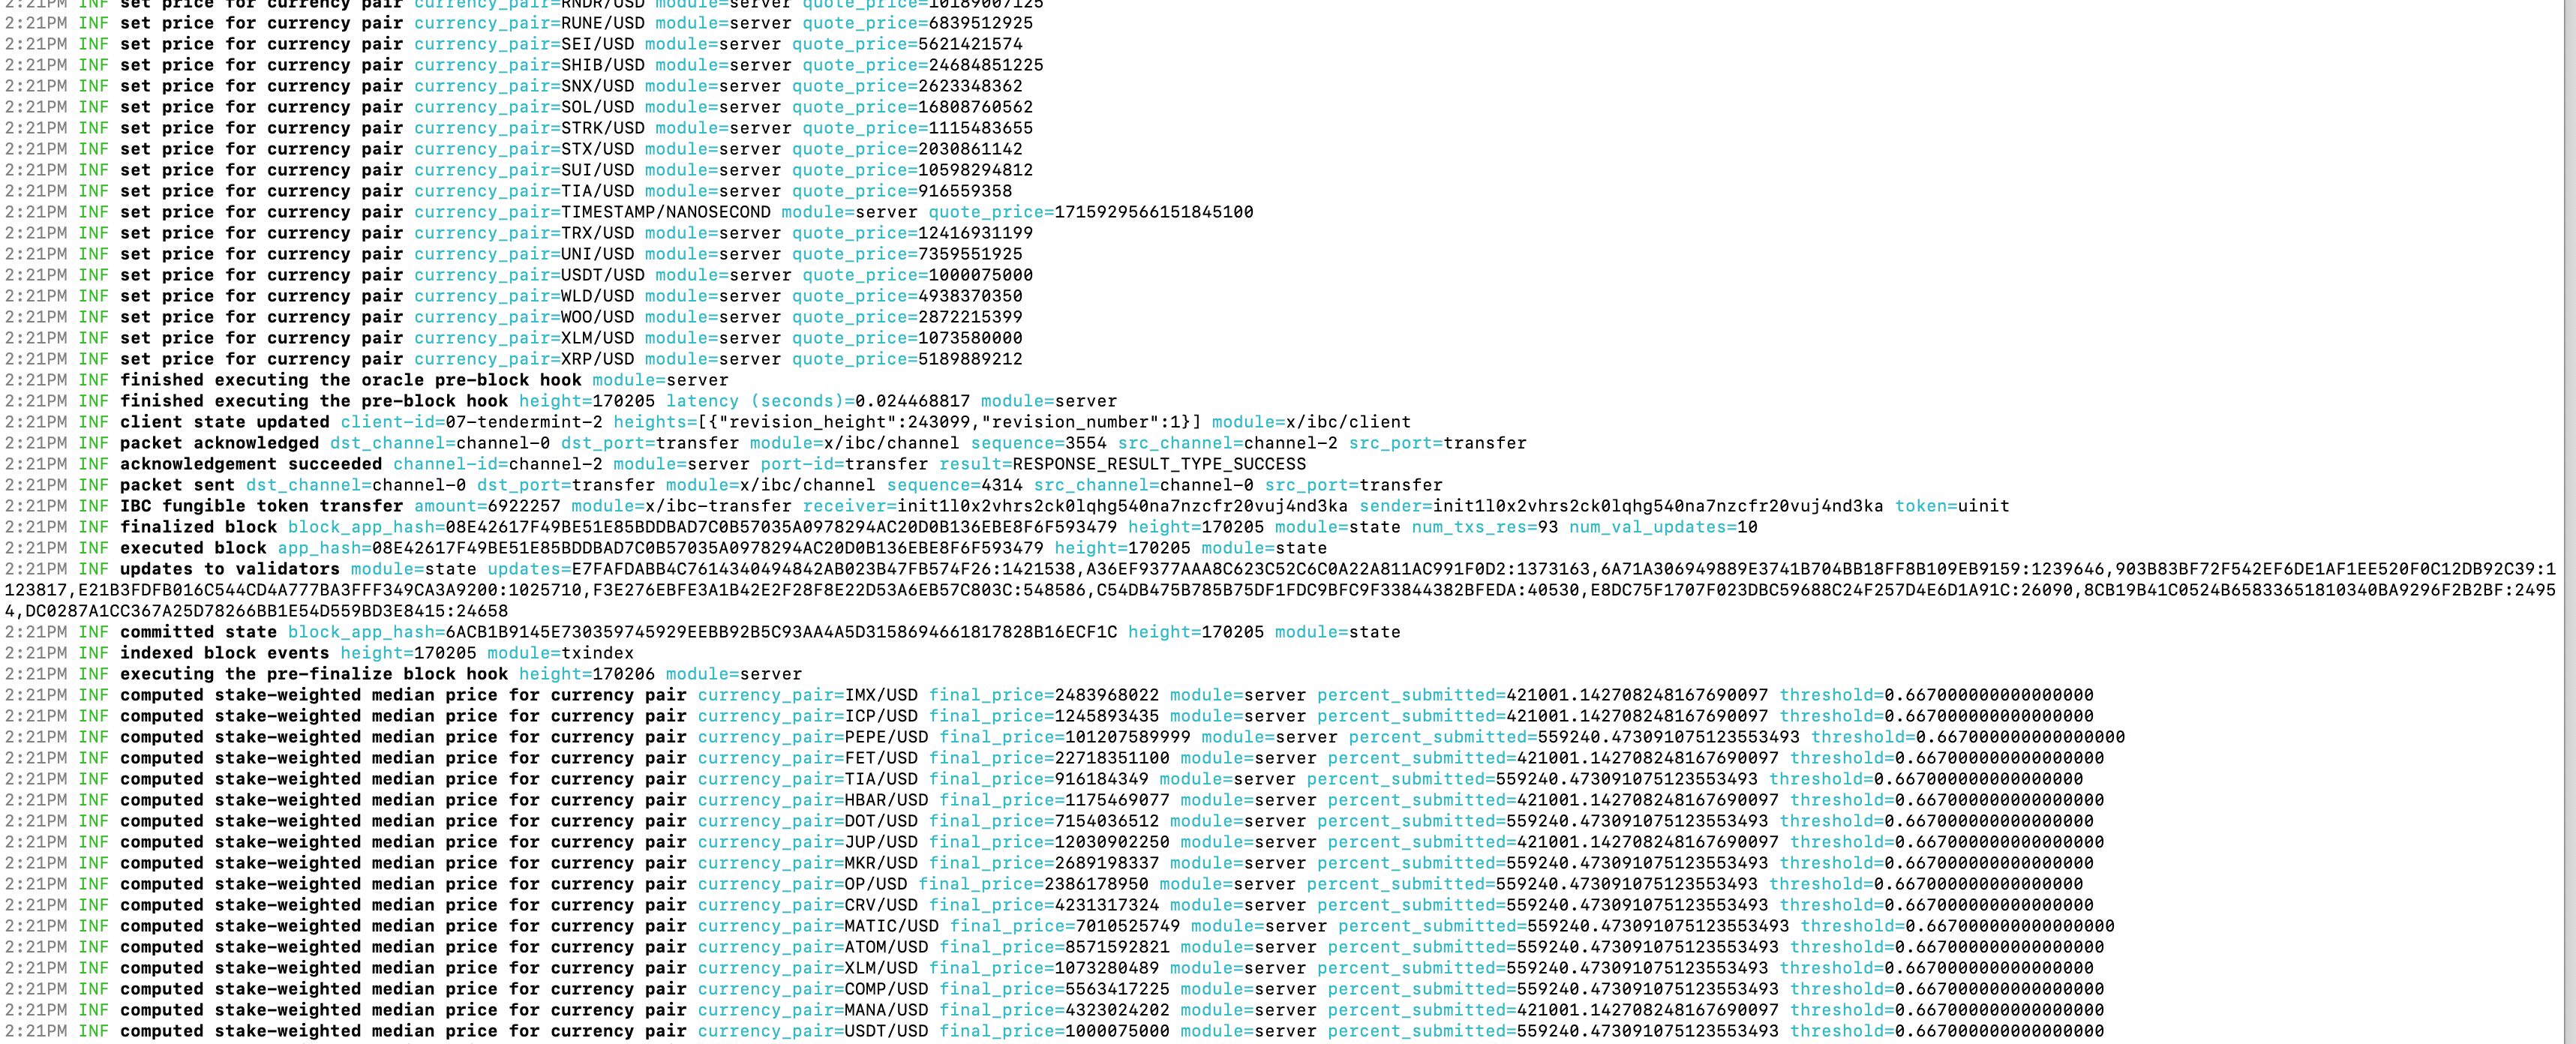 2:21PM INF set price for currency pair currency_pair=RNDR/USD module=server quote_price=10189007125
2:21PM INF set price for currency pair currency_pair=RUNE/USD module=server quote_price=6839512925
2:21PM INF set price for currency pair currency_pair=SEI/USD module=server quote_price=5621421574
2:21PM INF set price for currency pair currency_pair=SHIB/USD module=server quote_price=24684851225
2:21PM INF set price for currency pair currency_pair=SNX/USD module=server quote_price=2623348362
2:21PM INF set price for currency pair currency_pair=SOL/USD module=server quote_price=16808760562
2:21PM INF set price for currency pair currency_pair=STRK/USD module=server quote_price=1115483655
2:21PM INF set price for currency pair currency_pair=STX/USD module=server quote_price=2030861142
2:21PM INF set price for currency pair currency_pair=SUI/USD module=server quote_price=10598294812
2:21PM INF set price for currency pair currency_pair=TIA/USD module=server quote_price=916559358
2:21PM INF set price for currency pair currency_pair=TIMESTAMP/NANOSECOND module=server quote_price=1715929566151845100
2:21PM INF set price for currency pair currency_pair=TRX/USD module=server quote_price=12416931199
2:21PM INF set price for currency pair currency_pair=UNI/USD module=server quote_price=7359551925
2:21PM INF set price for currency pair currency_pair=USDT/USD module=server quote_price=1000075000
2:21PM INF set price for currency pair currency_pair=WLD/USD module=server quote_price=4938370350
2:21PM INF set price for currency pair currency_pair=WOO/USD module=server quote_price=2872215399
2:21PM INF set price for currency pair currency_pair=XLM/USD module=server quote_price=1073580000
2:21PM INF set price for currency pair currency_pair=XRP/USD module=server quote_price=5189889212
2:21PM INF finished executing the oracle pre-block hook module=server
2:21PM INF finished executing the pre-block hook height=170205 latency (seconds)=0.024468817 module=server
2:21PM INF client state updated client-id=07-tendermint-2 heights=[{"revision_height":243099,"revision_number":1}] module=x/ibc/client
2:21PM INF packet acknowledged dst_channel=channel-0 dst_port=transfer module=x/ibc/channel sequence=3554 src_channel=channel-2 src_port=transfer
2:21PM INF acknowledgement succeeded channel-id=channel-2 module=server port-id=transfer result=RESPONSE_RESULT_TYPE_SUCCESS
2:21PM INF packet sent dst_channel=channel-0 dst_port=transfer module=x/ibc/channel sequence=4314 src_channel=channel-0 src_port=transfer
2:21PM INF IBC fungible token transfer amount=6922257 module=x/ibc-transfer receiver=init1l0x2vhrs2ck0lqhg540na7nzcfr20vuj4nd3ka sender=init1l0x2vhrs2ck0lqhg540na7nzcfr20vuj4nd3ka token=uinit
2:21PM INF finalized block block_app_hash=08E42617F49BE51E85BDDBAD7C0B57035A0978294AC20D0B136EBE8F6F593479 height=170205 module=state num_txs_res=93 num_val_updates=10
2:21PM INF executed block app_hash=08E42617F49BE51E85BDDBAD7C0B57035A0978294AC20D0B136EBE8F6F593479 height=170205 module=state
2:21PM INF updates to validators module=state updates=E7FAFDABB4C7614340494842AB023B47FB574F26:1421538,A36EF9377AAA8C623C52C6C0A22A811AC991F0D2:1373163,6A71A306949889E3741B704BB18FF8B109EB9159:1239646,903B83BF72F542EF6DE1AF1EE520F0C12DB92C39:1
123817,E21B3FDFB016C544CD4A777BA3FFF349CA3A9200:1025710,F3E276EBFE3A1B42E2F28F8E22D53A6EB57C803C:548586,C54DB475B785B75DF1FDC9BFC9F33844382BFEDA:40530,E8DC75F1707F023DBC59688C24F257D4E6D1A91C:26090,8CB19B41C0524B65833651810340BA9296F2B2BF:2495
4,DC0287A1CC367A25D78266BB1E54D559BD3E8415:24658
2:21PM INF committed state block_app_hash=6ACB1B9145E730359745929EEBB92B5C93AA4A5D3158694661817828B16ECF1C height=170205 module=state
2:21PM INF indexed block events height=170205 module=txindex
2:21PM INF executing the pre-finalize block hook height=170206 module=server
2:21PM INF computed stake-weighted median price for currency pair currency_pair=IMX/USD final_price=2483968022 module=server percent_submitted=421001.142708248167690097 threshold=0.667000000000000000
2:21PM INF computed stake-weighted median price for currency pair currency_pair=ICP/USD final_price=1245893435 module=server percent_submitted=421001.142708248167690097 threshold=0.667000000000000000
2:21PM INF computed stake-weighted median price for currency pair currency_pair=PEPE/USD final_price=101207589999 module=server percent_submitted=559240.473091075123553493 threshold=0.667000000000000000
2:21PM INF computed stake-weighted median price for currency pair currency_pair=FET/USD final_price=22718351100 module=server percent_submitted=421001.142708248167690097 threshold=0.667000000000000000
2:21PM INF computed stake-weighted median price for currency pair currency_pair=TIA/USD final_price=916184349 module=server percent_submitted=559240.473091075123553493 threshold=0.667000000000000000
2:21PM INF computed stake-weighted median price for currency pair currency_pair=HBAR/USD final_price=1175469077 module=server percent_submitted=421001.142708248167690097 threshold=0.667000000000000000
2:21PM INF computed stake-weighted median price for currency pair currency_pair=DOT/USD final_price=7154036512 module=server percent_submitted=559240.473091075123553493 threshold=0.667000000000000000
2:21PM INF computed stake-weighted median price for currency pair currency_pair=JUP/USD final_price=12030902250 module=server percent_submitted=421001.142708248167690097 threshold=0.667000000000000000
2:21PM INF computed stake-weighted median price for currency pair currency_pair=MKR/USD final_price=2689198337 module=server percent_submitted=559240.473091075123553493 threshold=0.667000000000000000
2:21PM INF computed stake-weighted median price for currency pair currency_pair=OP/USD final_price=2386178950 module=server percent_submitted=559240.473091075123553493 threshold=0.667000000000000000
2:21PM INF computed stake-weighted median price for currency pair currency_pair=CRV/USD final_price=4231317324 module=server percent_submitted=559240.473091075123553493 threshold=0.667000000000000000
2:21PM INF computed stake-weighted median price for currency pair currency_pair=MATIC/USD final_price=7010525749 module=server percent_submitted=559240.473091075123553493 threshold=0.667000000000000000
2:21PM INF computed stake-weighted median price for currency pair currency_pair=ATOM/USD final_price=8571592821 module=server percent_submitted=559240.473091075123553493 threshold=0.667000000000000000
2:21PM INF computed stake-weighted median price for currency pair currency_pair=XLM/USD final_price=1073280489 module=server percent_submitted=559240.473091075123553493 threshold=0.667000000000000000
2:21PM INF computed stake-weighted median price for currency pair currency_pair=COMP/USD final_price=5563417225 module=server percent_submitted=559240.473091075123553493 threshold=0.667000000000000000
2:21PM INF computed stake-weighted median price for currency pair currency_pair=MANA/USD final_price=4323024202 module=server percent_submitted=421001.142708248167690097 threshold=0.667000000000000000
2:21PM INF computed stake-weighted median price for currency pair currency_pair=USDT/USD final_price=1000075000 module=server percent_submitted=559240.473091075123553493 threshold=0.667000000000000000